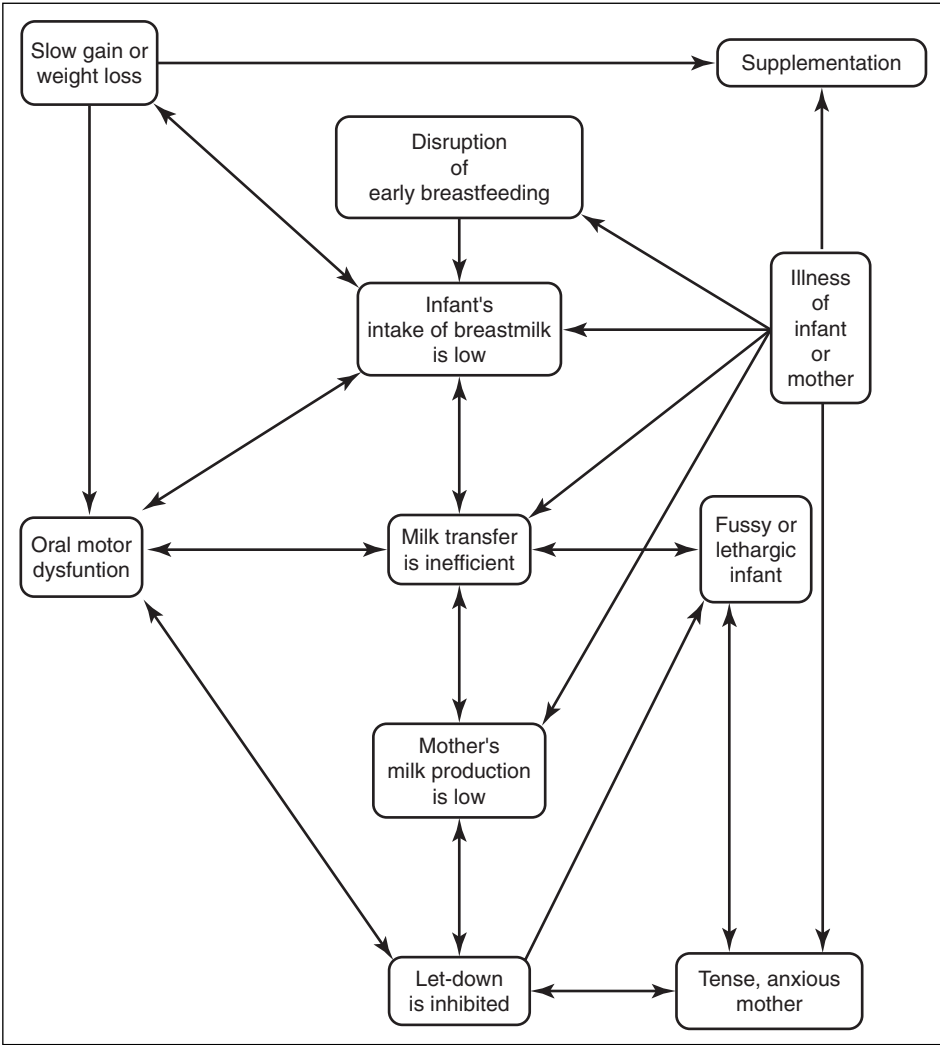 Slow gain or
weight loss
Supplementation
Disruption
of
early breastfeeding
Illness
of
infant
or
mother
Infant's
intake of breastmilk
is low
Oral motor
dysfuntion
Milk transfer
is inefficient
Fussy or
lethargic
infant
Mother's
milk production
is low
Let-down
is inhibited
Tense, anxious
mother